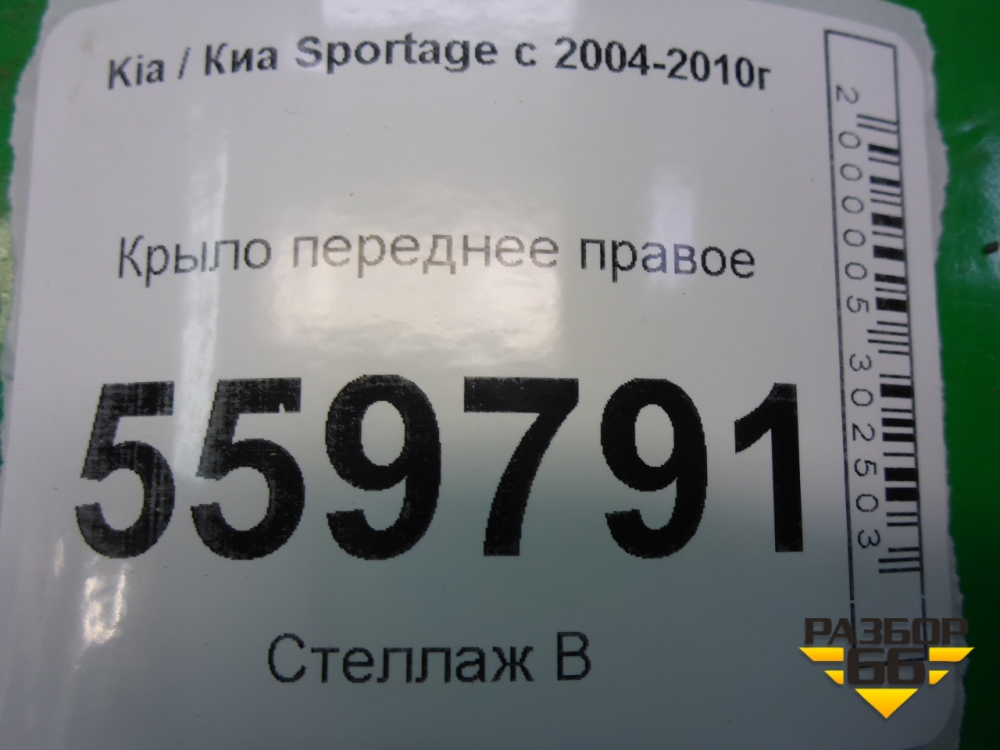 Kia / Киа Sportage с 2004-2010г
Крыло переднее правое
559791
Стеллаж В
2000005302503
РАЗБОР
66